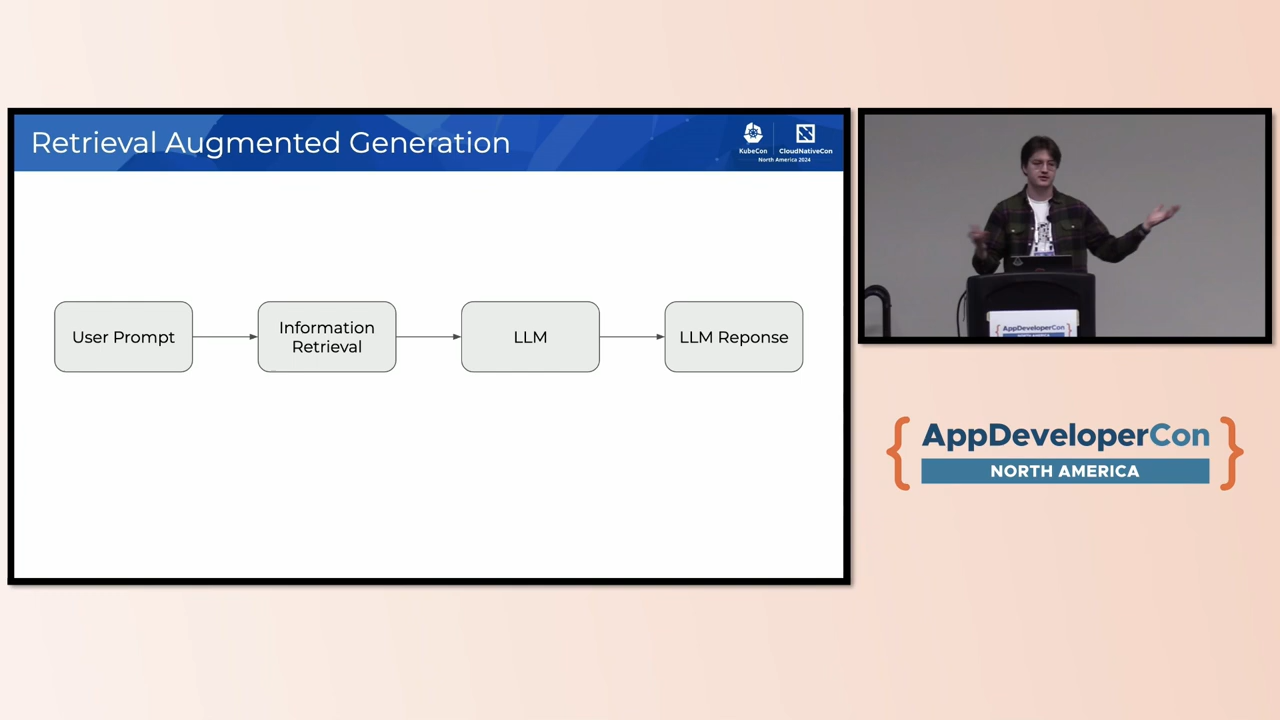 Retrieval Augmented Generation
KubeCon
CloudNativeCon
North America 2024
User Prompt
Information
Retrieval
LLM
LLM Reponse
AppDeveloperCon
AppDeveloperCon
NORTH AMERICA